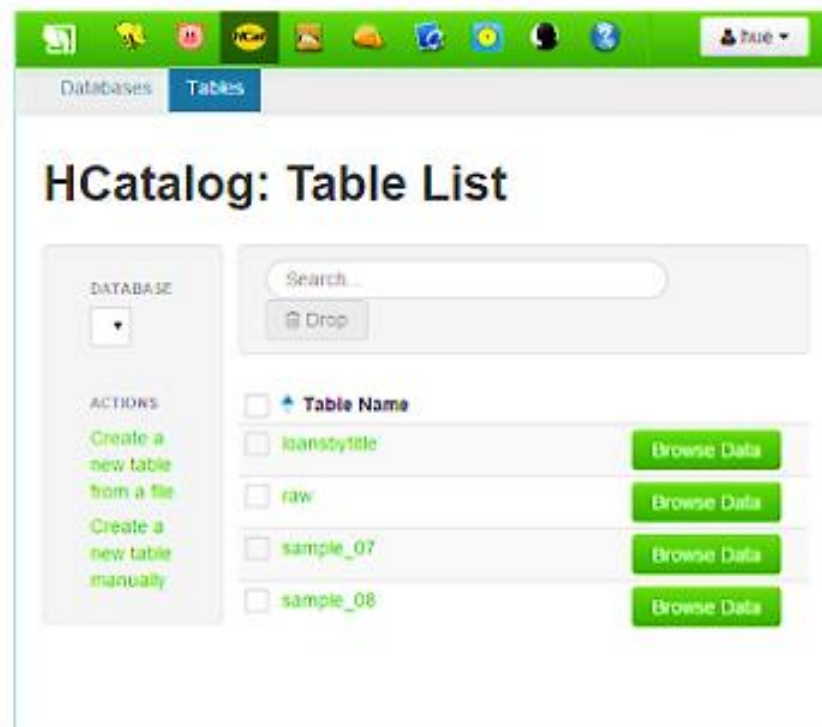 HCat
hue
Databases
Tables
HCatalog: Table List
DATABASE
Search...
Drop
ACTIONS
Create a
new table
from a file
Create a
new table
manually
Table Name
loansbytitle
Browse Data
raw
Browse Data
sample_07
Browse Data
sample_08
Browse Data